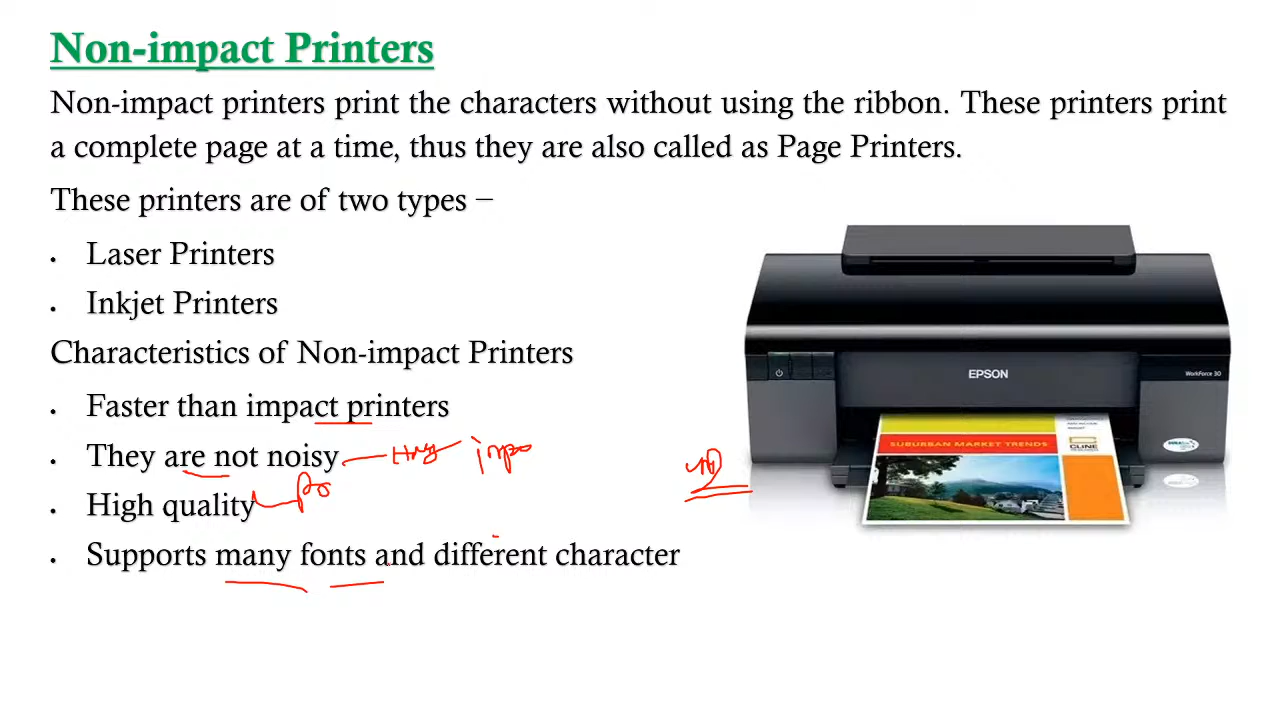 Non-impact Printers
Non-impact printers print the characters without using the ribbon. These printers print
a complete page at a time, thus they are also called as Page Printers.
These printers are of two types –
• Laser Printers
• Inkjet Printers
Characteristics of Non-impact Printers
• Faster than impact printers
• They are not noisy
• High quality
• Supports many fonts and different character
EPSON
WorkForce 30
SUBURBAN MARKET TRENDS
CLINE